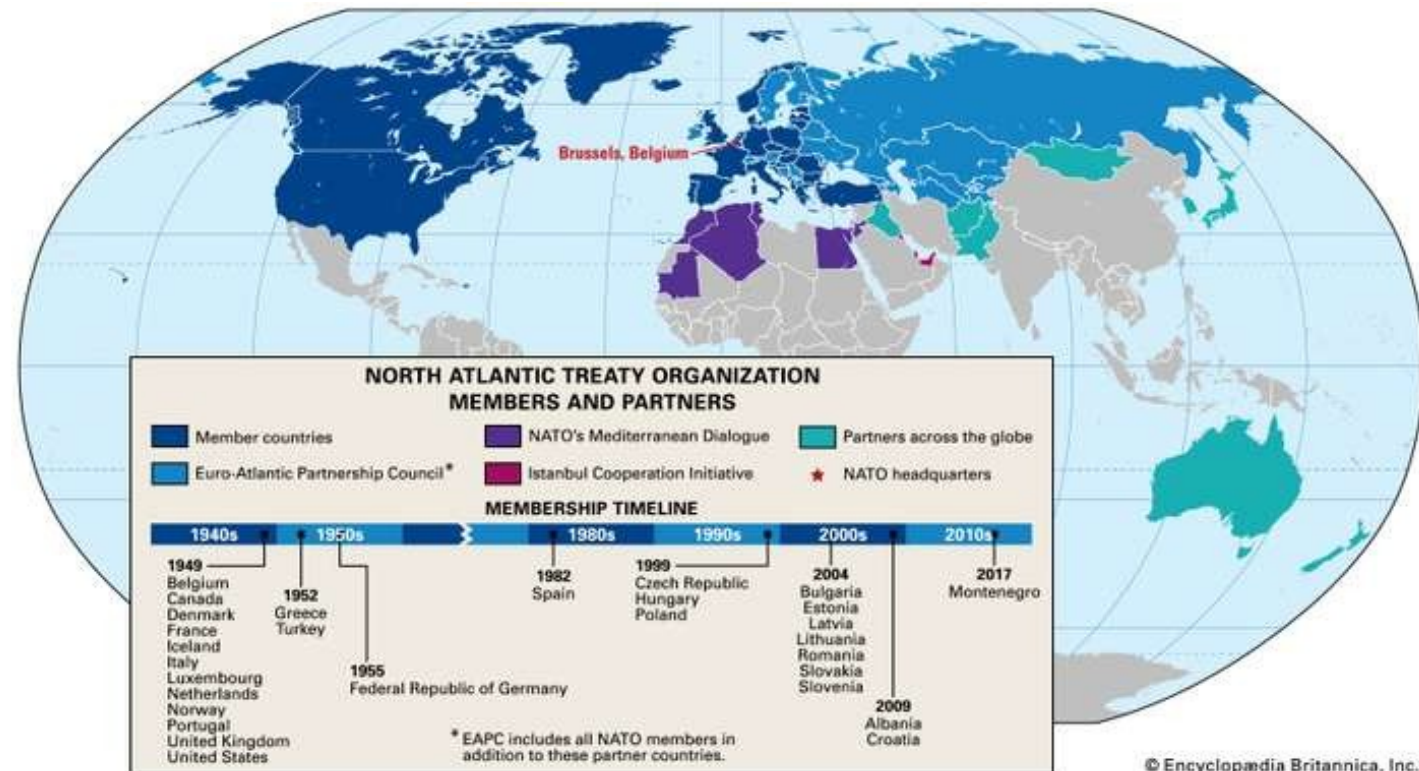 Brussels, Belgium
NORTH ATLANTIC TREATY ORGANIZATION
MEMBERS AND PARTNERS
Member countries
NATO's Mediterranean Dialogue
Partners across the globe
Euro-Atlantic Partnership Council*
Istanbul Cooperation Initiative
NATO headquarters
MEMBERSHIP TIMELINE
1940s
1950s
1980s
1990s
2000s
2010s
1949
Belgium
Canada
Denmark
France
Iceland
Italy
Luxembourg
Netherlands
Norway
Portugal
United Kingdom
United States
1952
Greece
Turkey
1955
Federal Republic of Germany
1982
Spain
1999
Czech Republic
Hungary
Poland
2004
Bulgaria
Estonia
Latvia
Lithuania
Romania
Slovakia
Slovenia
2009
Albania
Croatia
2017
Montenegro
* EAPC includes all NATO members in
addition to these partner countries.
© Encyclopædia Britannica, Inc.